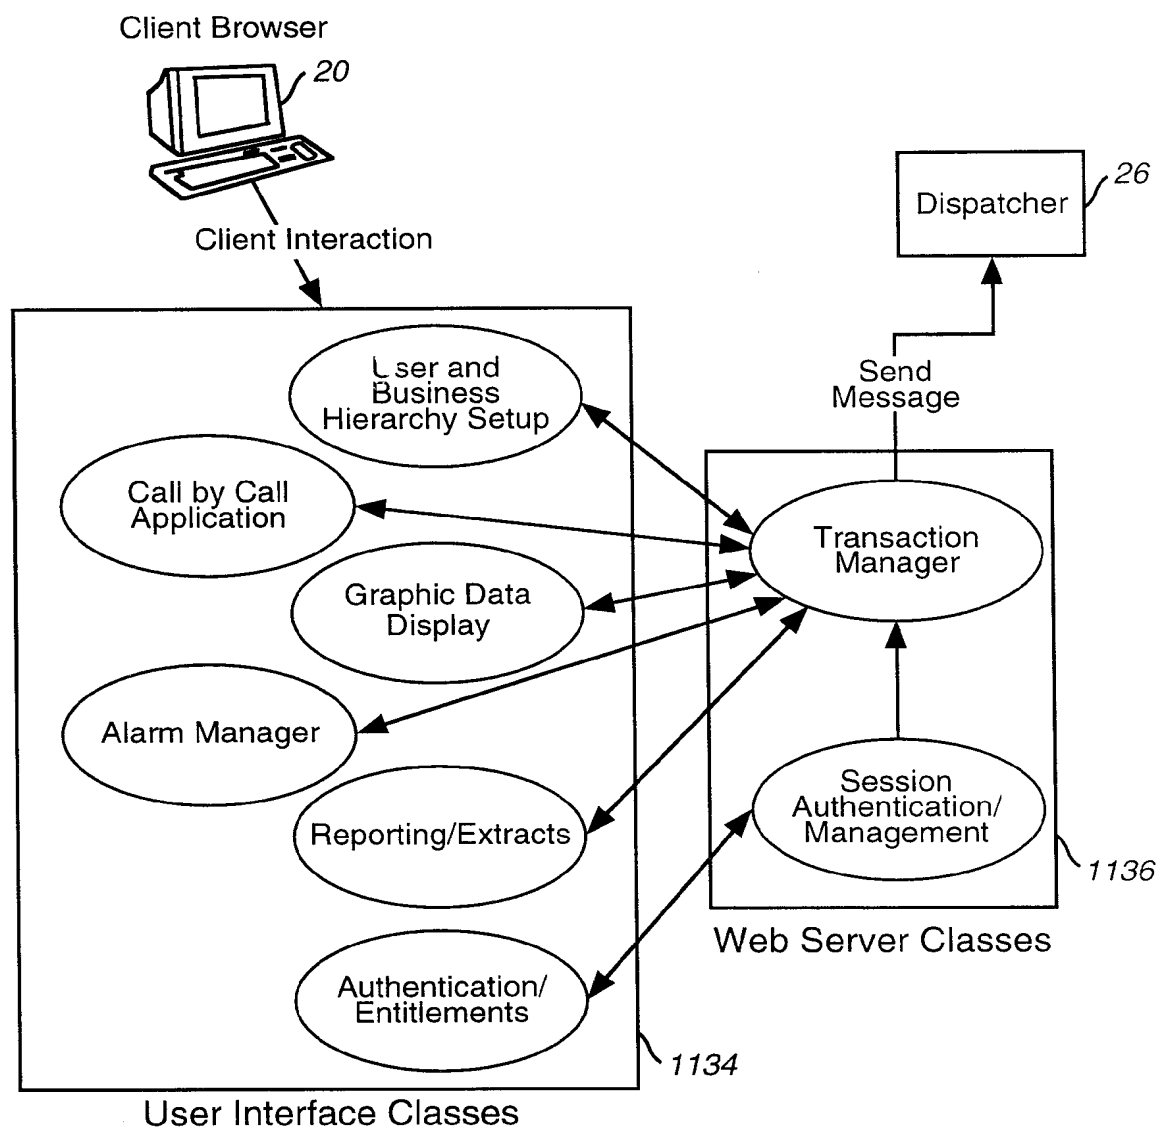 Client Browser
20
Client Interaction
Dispatcher
26
Send
Message
User and
Business
Hierarchy Setup
Call by Call
Application
Graphic Data
Display
Alarm Manager
Reporting/Extracts
Authentication/
Entitlements
1134
User Interface Classes
Transaction
Manager
Session
Authentication/
Management
1136
Web Server Classes